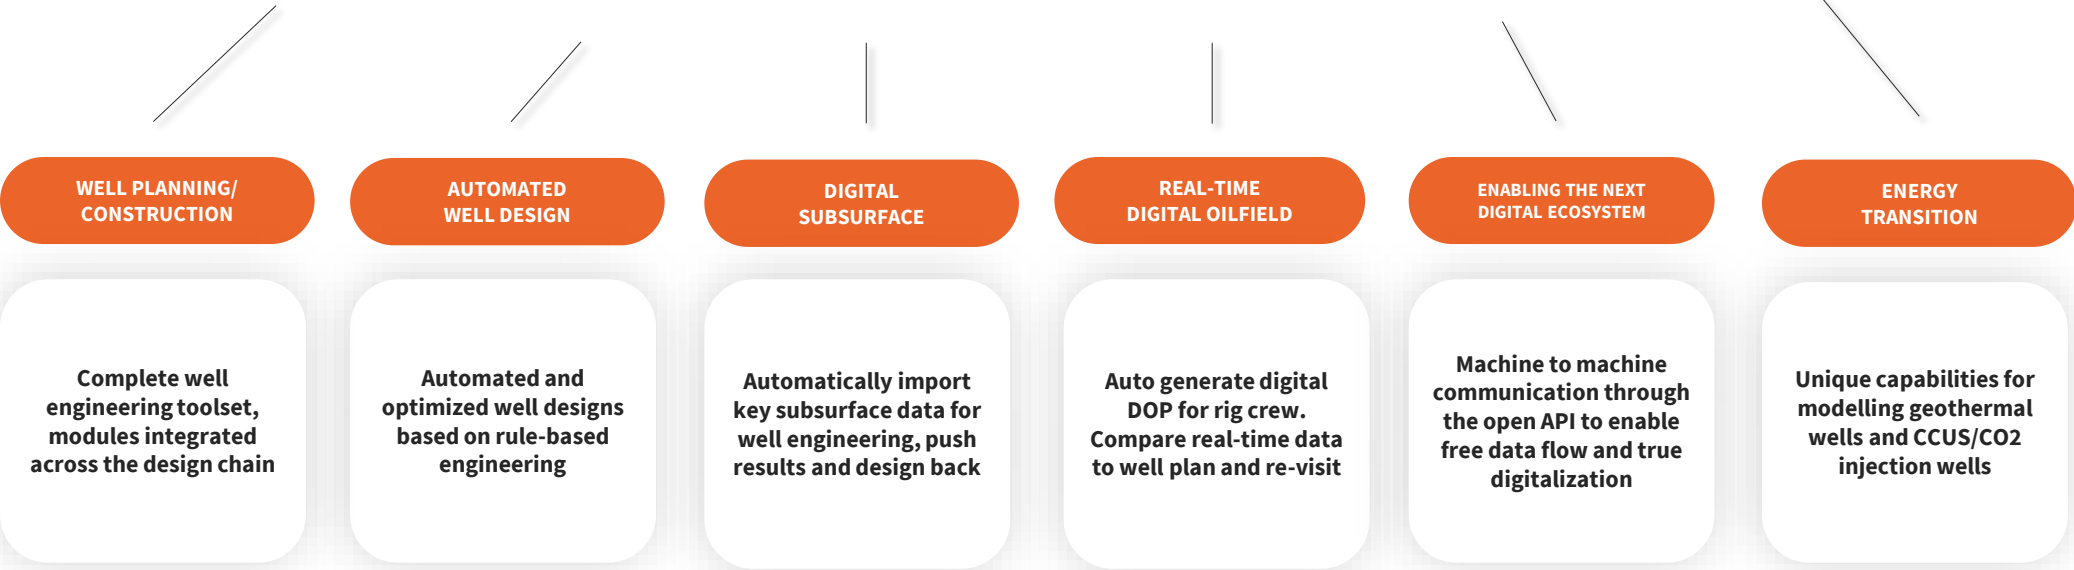 WELL PLANNING/
CONSTRUCTION
AUTOMATED
WELL DESIGN
DIGITAL
SUBSURFACE
REAL-TIME
DIGITAL OILFIELD
ENABLING THE NEXT
DIGITAL ECOSYSTEM
ENERGY
TRANSITION
Complete well
engineering toolset,
modules integrated
across the design chain
Automated and
optimized well designs
based on rule-based
engineering
Automatically import
key subsurface data for
well engineering, push
results and design back
Auto generate digital
DOP for rig crew.
Compare real-time data
to well plan and re-visit
Machine to machine
communication through
the open API to enable
free data flow and true
digitalization
Unique capabilities for
modelling geothermal
wells and CCUS/CO2
injection wells